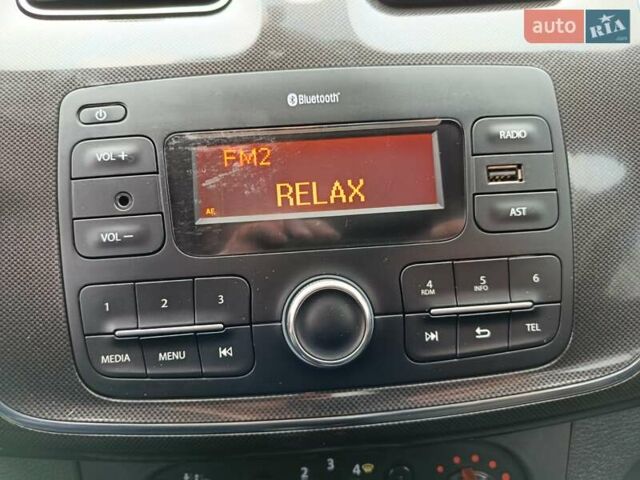 auto RIA
.com
Bluetooth®
VOL +
FM2
RELAX
AF
VOL −
RADIO
AST
1 2 3
MEDIA MENU
4 5 6
RDM INFO
TEL
2 3 4